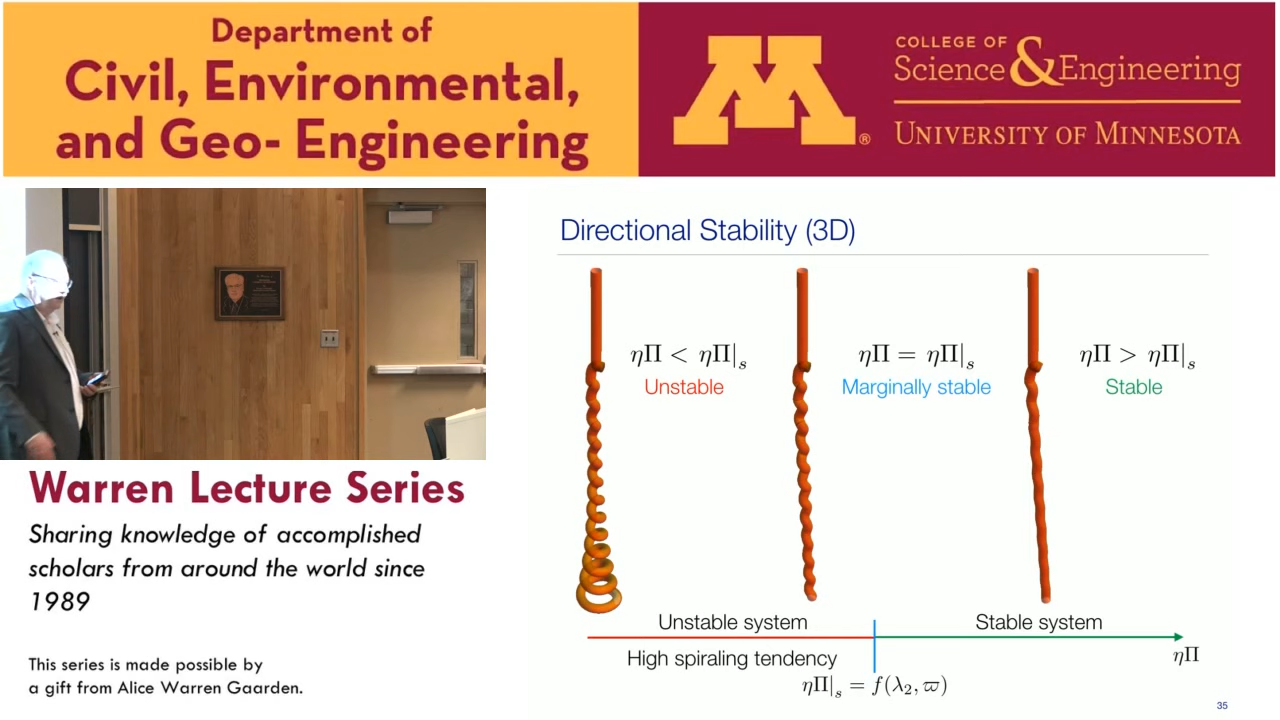 Department of
Civil, Environmental,
and Geo- Engineering
M®
COLLEGE OF
Science & Engineering
UNIVERSITY OF MINNESOTA
Directional Stability (3D)
ηΠ < ηΠ|ₛ
Unstable
ηΠ = ηΠ|ₛ
Marginally stable
ηΠ > ηΠ|ₛ
Stable
Unstable system
Stable system
High spiraling tendency
ηΠ
ηΠ|ₛ = f(λ₂, ϖ)
35
Warren Lecture Series
Sharing knowledge of accomplished
scholars from around the world since
1989
This series is made possible by
a gift from Alice Warren Gaarden.